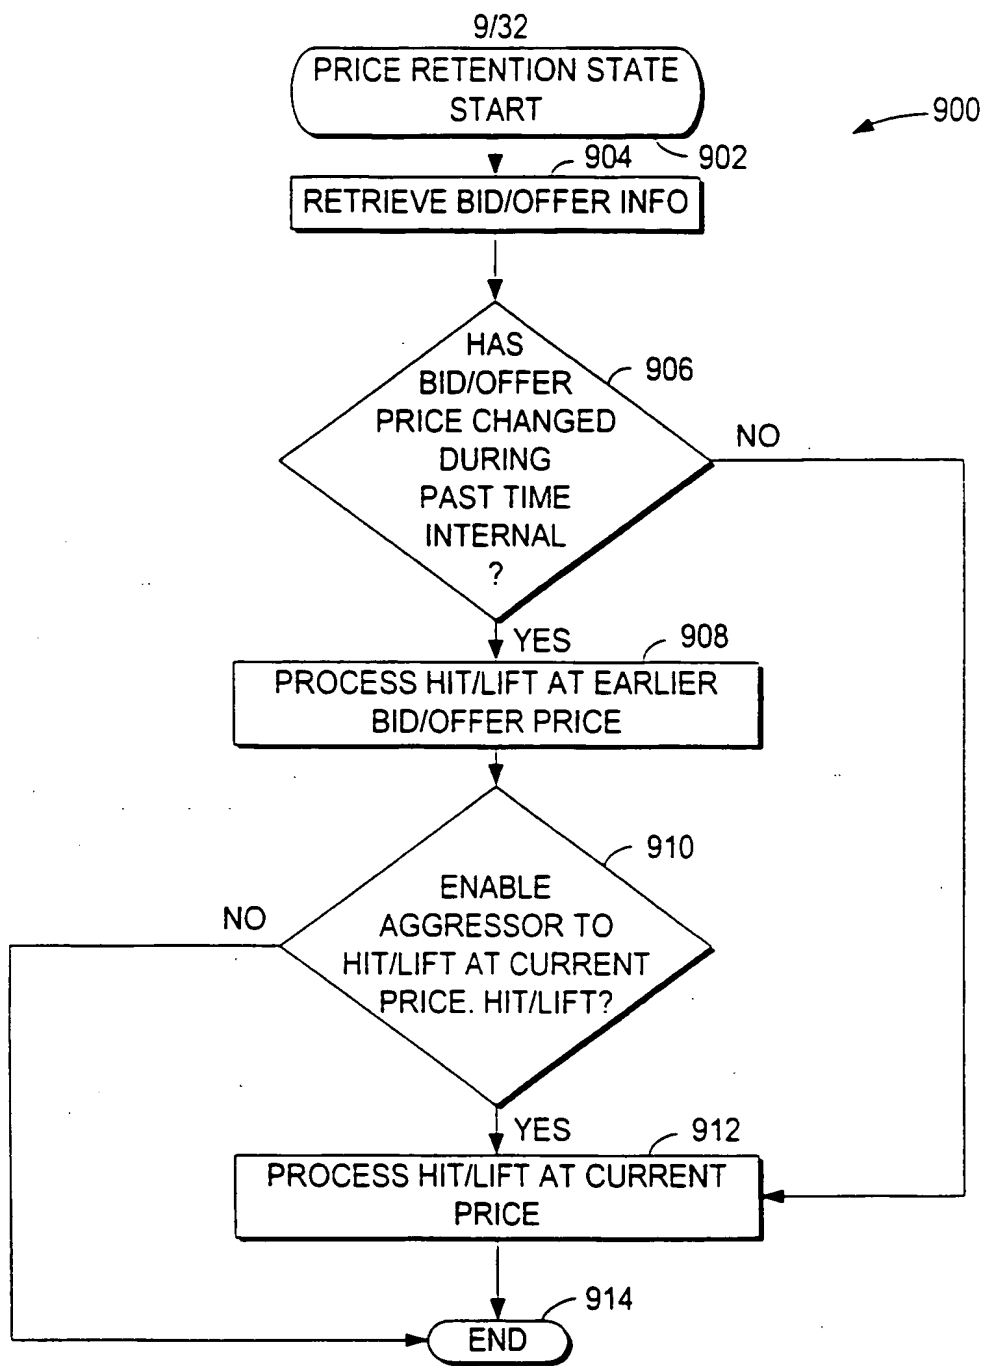 9/32
PRICE RETENTION STATE
START
900
902
904
RETRIEVE BID/OFFER INFO
HAS
BID/OFFER
PRICE CHANGED
DURING
PAST TIME
INTERNAL
?
906
NO
YES
908
PROCESS HIT/LIFT AT EARLIER
BID/OFFER PRICE
910
ENABLE
AGGRESSOR TO
HIT/LIFT AT CURRENT
PRICE. HIT/LIFT?
NO
YES
912
PROCESS HIT/LIFT AT CURRENT
PRICE
914
END